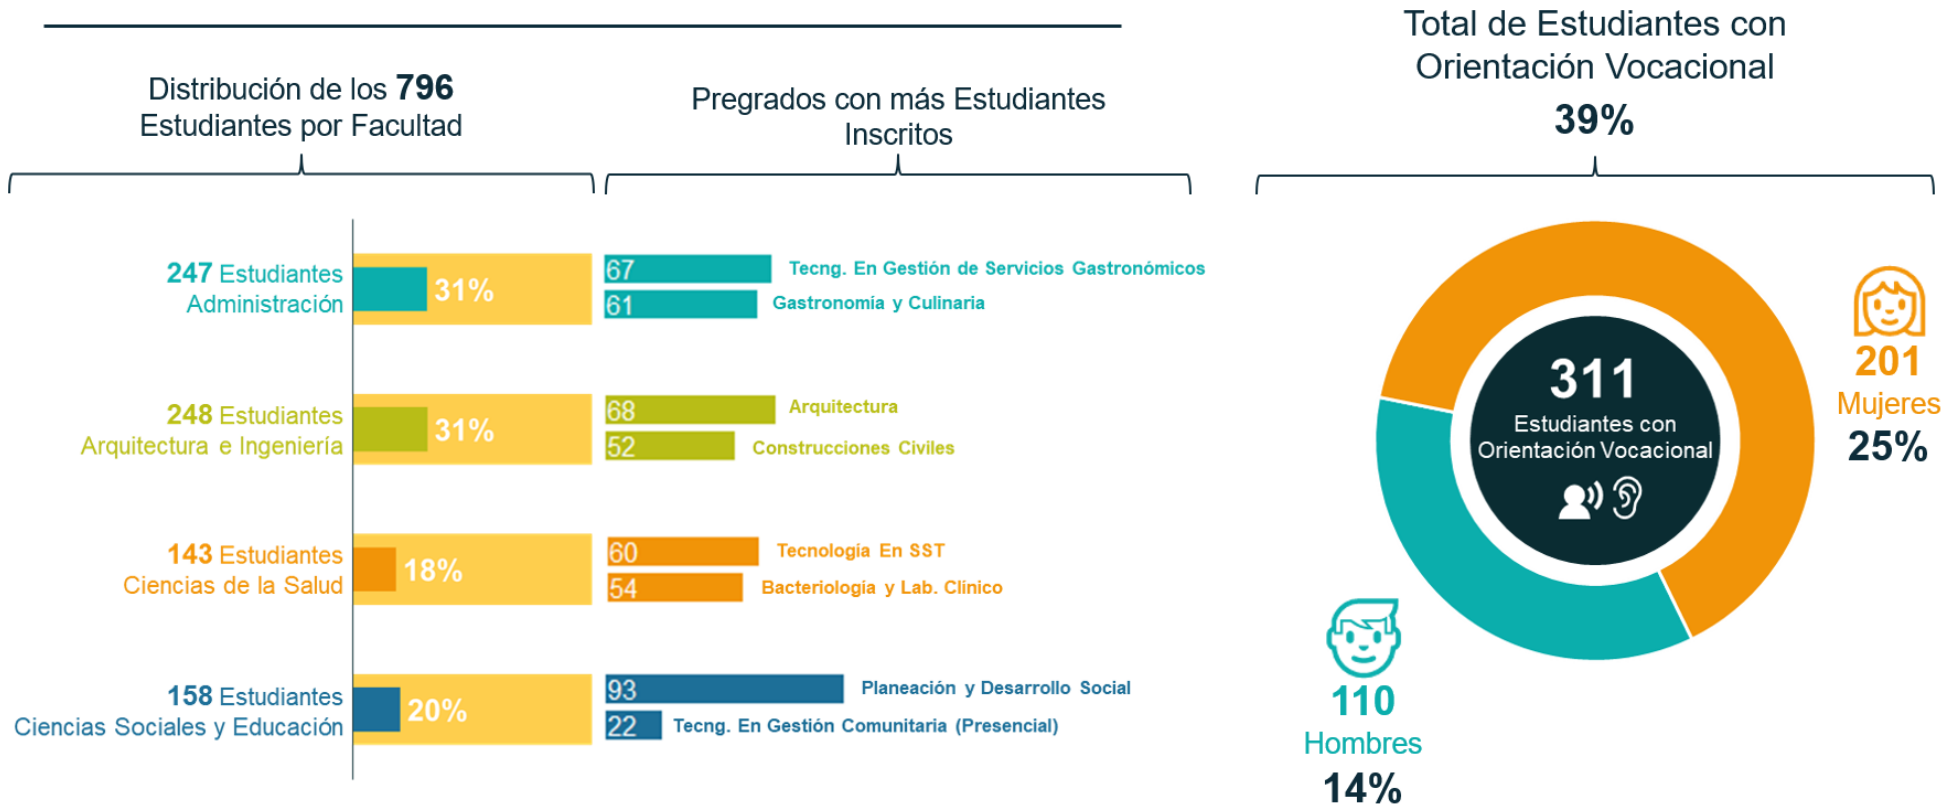 Distribución de los 796
Estudiantes por Facultad
247 Estudiantes
Administración
31%
248 Estudiantes
Arquitectura e Ingeniería
31%
143 Estudiantes
Ciencias de la Salud
18%
158 Estudiantes
Ciencias Sociales y Educación
20%
Pregrados con más Estudiantes
Inscritos
67 Tecng. En Gestión de Servicios Gastronómicos
61 Gastronomía y Culinaria
68 Arquitectura
52 Construcciones Civiles
60 Tecnología En SST
54 Bacteriología y Lab. Clínico
93 Planeación y Desarrollo Social
22 Tecng. En Gestión Comunitaria (Presencial)
Total de Estudiantes con
Orientación Vocacional
39%
311
Estudiantes con
Orientación Vocacional
201
Mujeres
25%
110
Hombres
14%